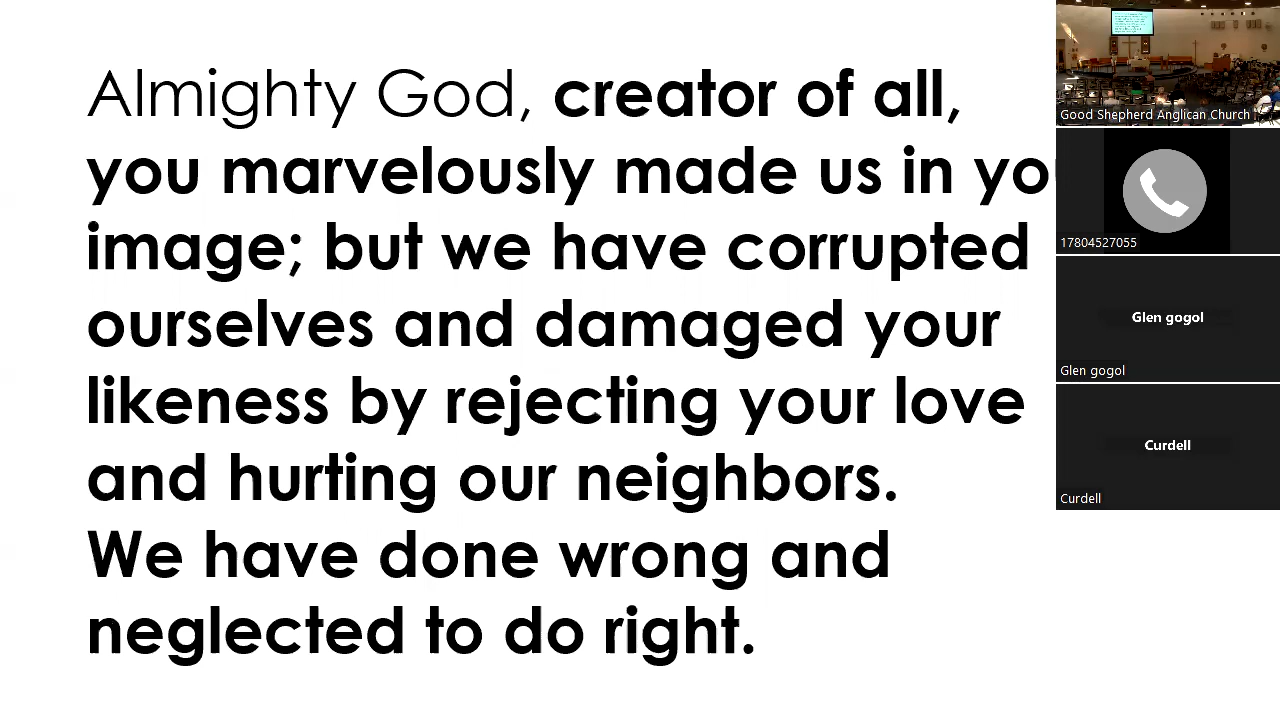 Almighty God, creator of all,
you marvelously made us in
image; but we have corrupted
ourselves and damaged your
likeness by rejecting your love
and hurting our neighbors.
We have done wrong and
neglected to do right.
Good Shepherd Anglican Church
17804527055
Glen gogol
Glen gogol
Curdell
Curdell